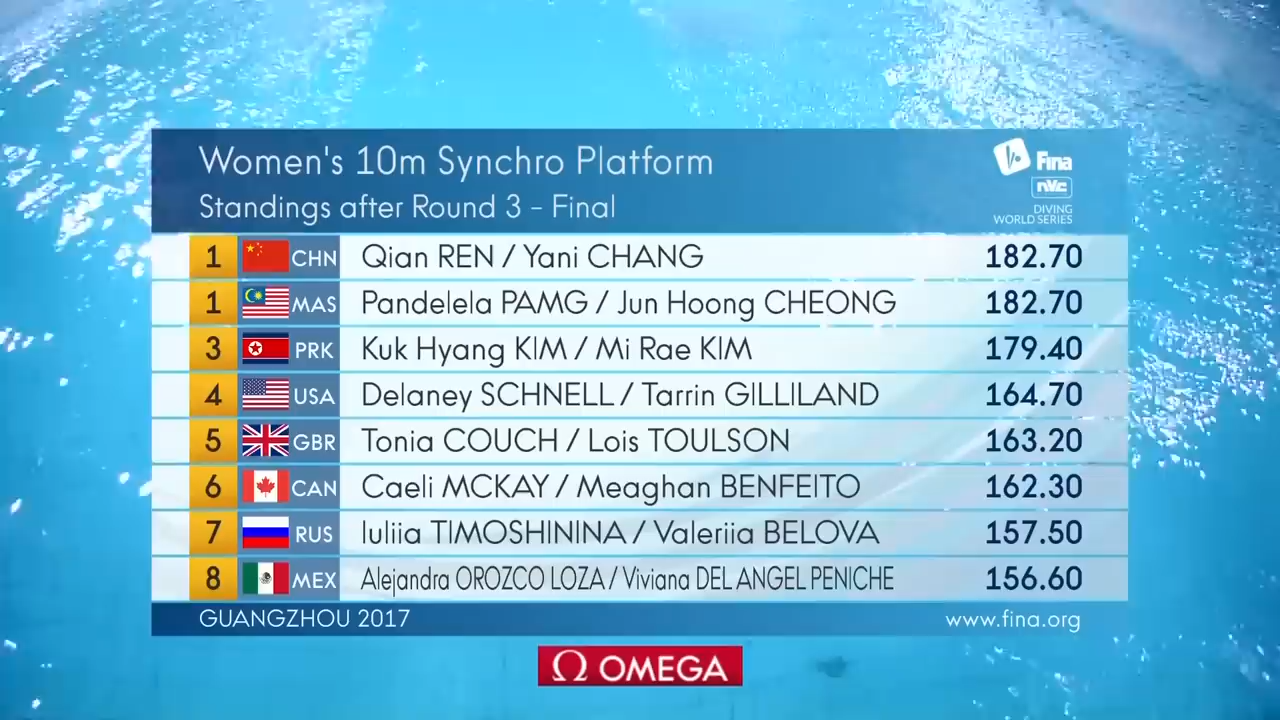 Women's 10m Synchro Platform
Standings after Round 3 - Final
Fina
nvc
DIVING
WORLD SERIES
1 CHN Qian REN / Yani CHANG 182.70
1 MAS Pandelela PAMG / Jun Hoong CHEONG 182.70
3 PRK Kuk Hyang KIM / Mi Rae KIM 179.40
4 USA Delaney SCHNELL / Tarrin GILLILAND 164.70
5 GBR Tonia COUCH / Lois TOULSON 163.20
6 CAN Caeli MCKAY / Meaghan BENFEITO 162.30
7 RUS Iuliia TIMOSHININA / Valeriia BELOVA 157.50
8 MEX Alejandra OROZCO LOZA / Viviana DEL ANGEL PENICHE 156.60
GUANGZHOU 2017 www.fina.org
Ω OMEGA